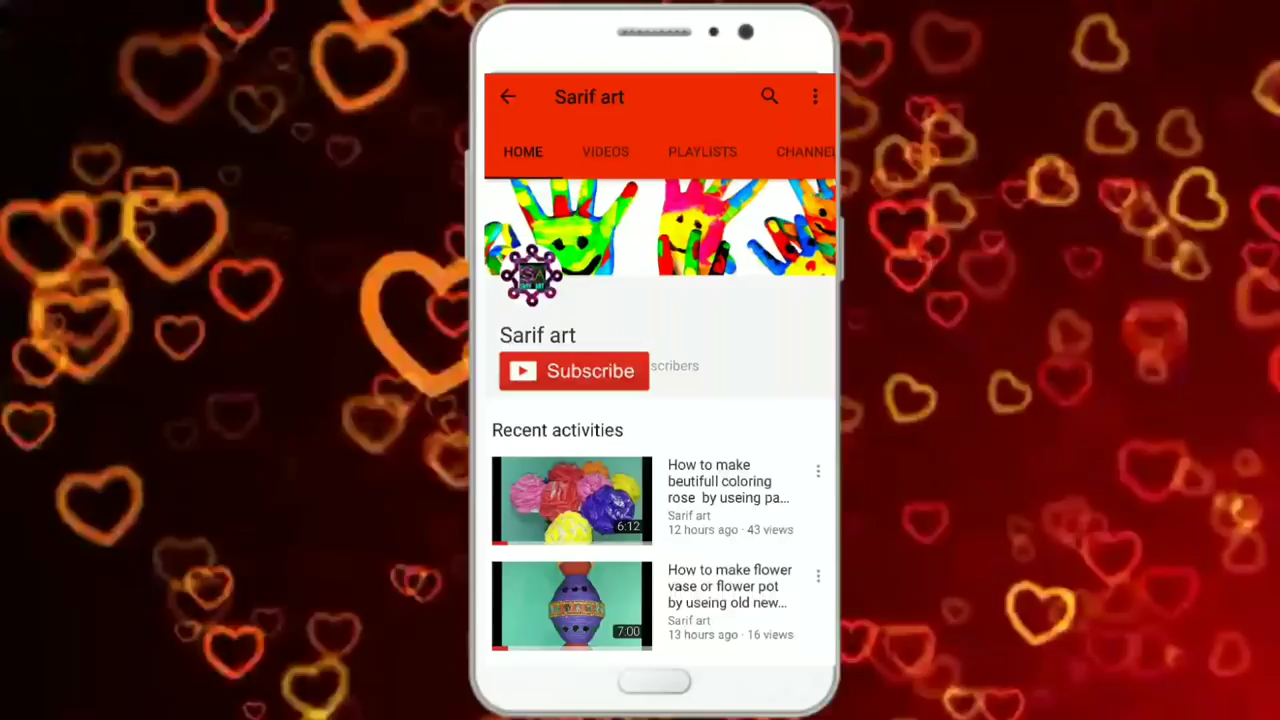 Sarif art
HOME VIDEOS PLAYLISTS CHANNEL
SA
Sarif art
Subscribe scribers
Recent activities
How to make
beutifull coloring
rose by useing pa...
Sarif art
12 hours ago · 43 views
6:12
How to make flower
vase or flower pot
by useing old new...
Sarif art
13 hours ago · 16 views
7:00